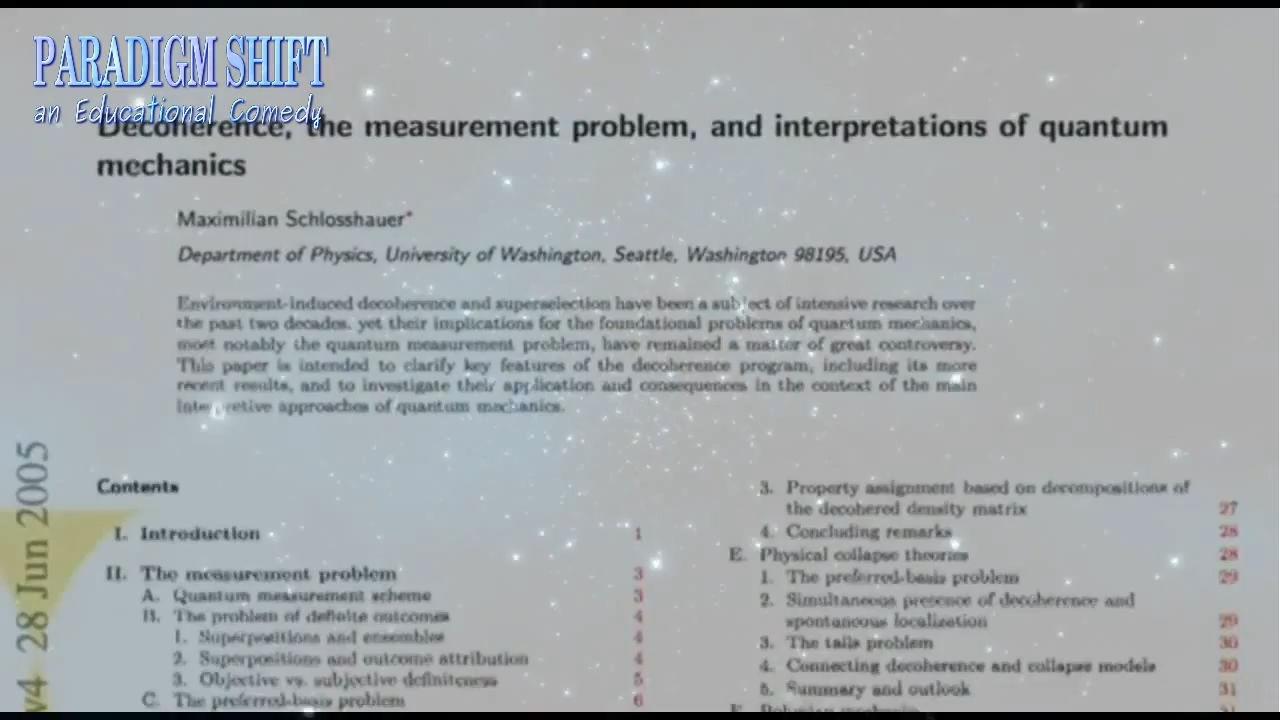 PARADIGM SHIFT
an Educational Comedy
Decoherence, the measurement problem, and interpretations of quantum
mechanics
Maximilian Schlosshauer*
Department of Physics, University of Washington, Seattle, Washington 98195, USA
Environment-induced decoherence and superselection have been a subject of intensive research over
the past two decades, yet their implications for the foundational problems of quantum mechanics,
most notably the quantum measurement problem, have remained a matter of great controversy.
This paper is intended to clarify key features of the decoherence program, including its more
recent results, and to investigate their application and consequences in the context of the main
interpretive approaches of quantum mechanics.
v4 28 Jun 2005
Contents
I. Introduction 1
II. The measurement problem 3
A. Quantum measurement scheme 3
B. The problem of definite outcomes 4
1. Superpositions and ensembles 4
2. Superpositions and outcome attribution 4
3. Objective vs. subjective definiteness 5
C. The preferred-basis problem 6
3. Property assignment based on decompositions of
the decohered density matrix 27
4. Concluding remarks 28
E. Physical collapse theories 28
1. The preferred-basis problem 29
2. Simultaneous presence of decoherence and
spontaneous localization 29
3. The tails problem 30
4. Connecting decoherence and collapse models 30
5. Summary and outlook 31
F. Bohmian mechanics 31